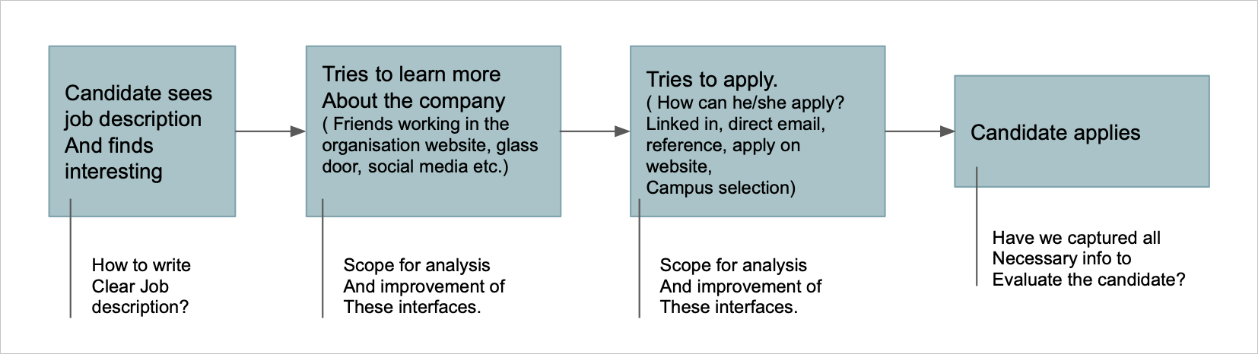 Candidate sees
job description
And finds
interesting
Tries to learn more
About the company
( Friends working in the
organisation website, glass
door, social media etc.)
Tries to apply.
( How can he/she apply?
Linked in, direct email,
reference, apply on
website,
Campus selection)
Candidate applies
How to write
Clear Job
description?
Scope for analysis
And improvement of
These interfaces.
Scope for analysis
And improvement of
These interfaces.
Have we captured all
Necessary info to
Evaluate the candidate?